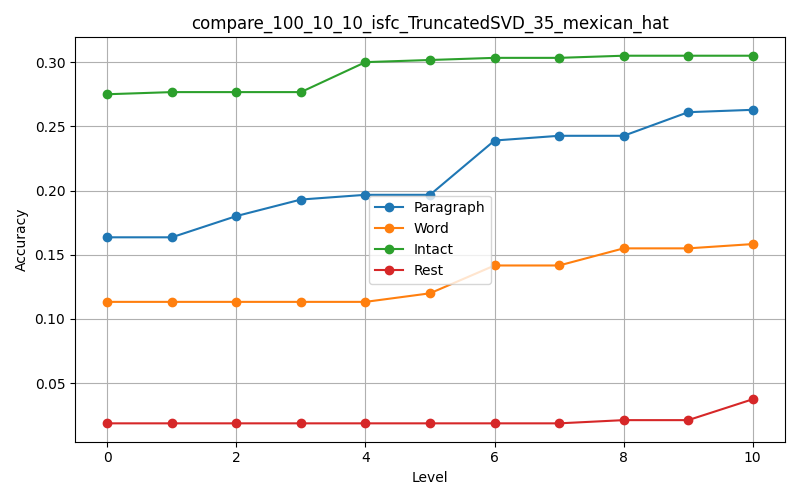 compare_100_10_10_isfc_TruncatedSVD_35_mexican_hat
0.30
0.25
0.20
0.15
0.10
0.05
Accuracy
Paragraph
Word
Intact
Rest
0 2 4 6 8 10
Level